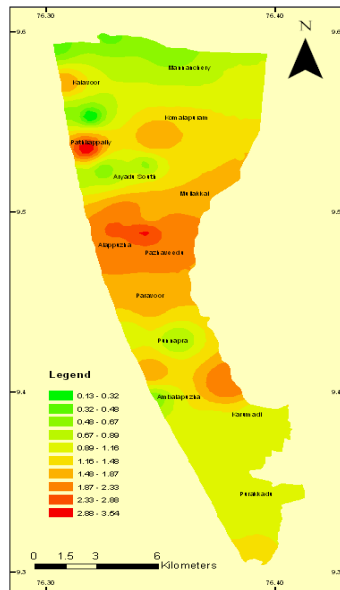 76.30 76.40
9.6 9.6
N
Mannanchery
Kalavoor
Komalapuram
Pathirappally
Aryadu South
Mullakkal
9.5 9.5
Alappuzha
Pazhaveedu
Paravoor
Punnapra
Legend
0.13 - 0.32
0.32 - 0.48
0.48 - 0.67
0.67 - 0.89
0.89 - 1.16
1.16 - 1.48
1.48 - 1.87
1.87 - 2.33
2.33 - 2.88
2.88 - 3.54
9.4 9.4
Ambalapuzha
Karumadi
Purakkadu
0 1.5 3 6
Kilometers
9.3 9.3
76.30 76.40